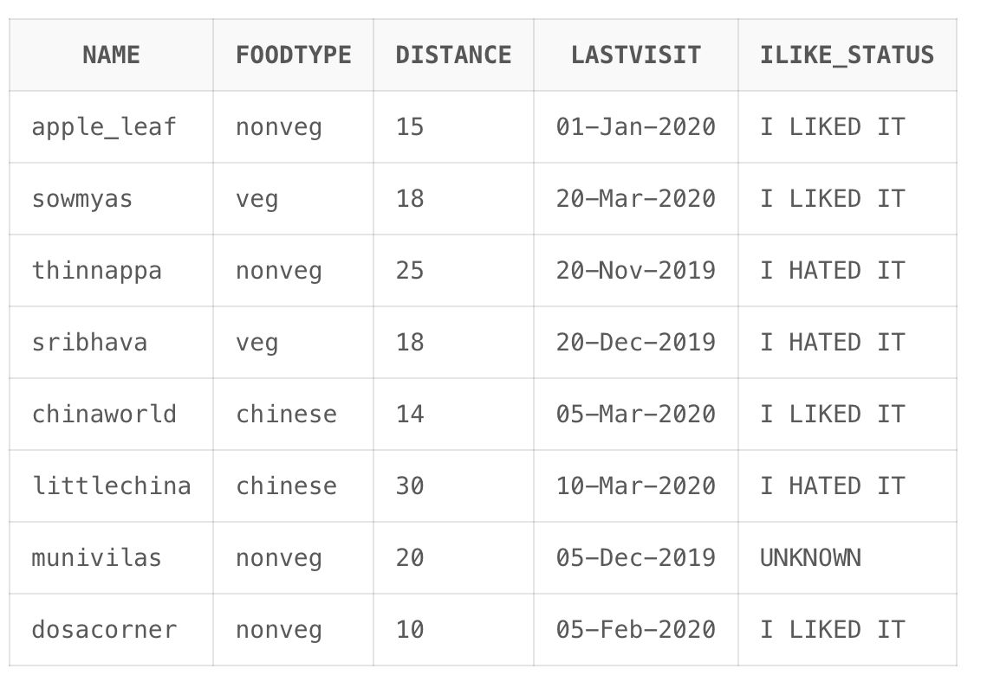 NAME FOODTYPE DISTANCE LASTVISIT ILIKE_STATUS
apple_leaf nonveg 15 01-Jan-2020 I LIKED IT
sowmyas veg 18 20-Mar-2020 I LIKED IT
thinnappa nonveg 25 20-Nov-2019 I HATED IT
sribhava veg 18 20-Dec-2019 I HATED IT
chinaworld chinese 14 05-Mar-2020 I LIKED IT
littlechina chinese 30 10-Mar-2020 I HATED IT
munivilas nonveg 20 05-Dec-2019 UNKNOWN
dosacorner nonveg 10 05-Feb-2020 I LIKED IT